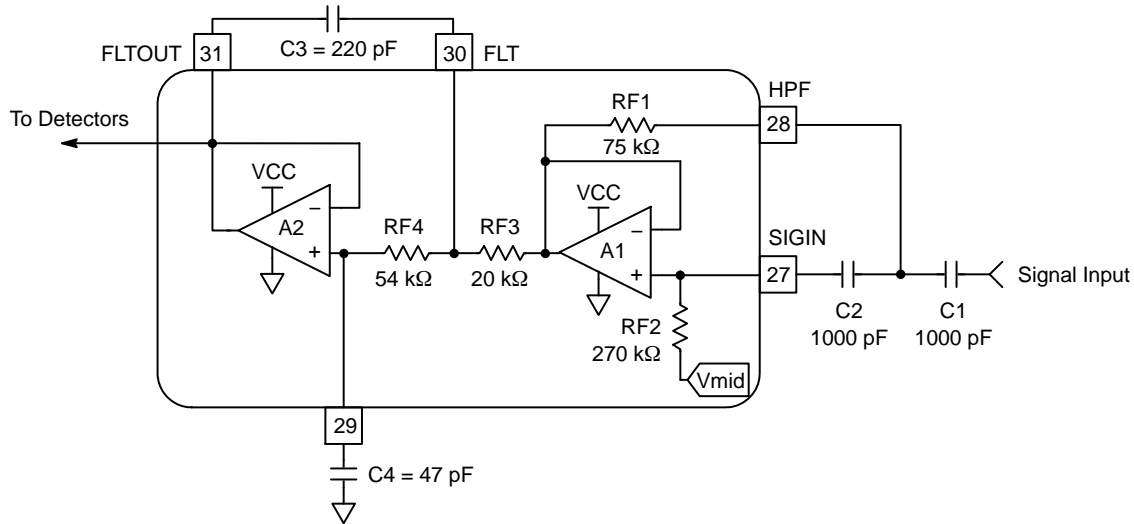 FLTOUT
31
C3 = 220 pF
30
FLT
To Detectors
RF1
75 kΩ
HPF
28
VCC
A2
−
+
RF4
54 kΩ
RF3
20 kΩ
VCC
A1
−
+
SIGIN
27
RF2
270 kΩ
Vmid
C2
1000 pF
C1
1000 pF
Signal Input
29
C4 = 47 pF